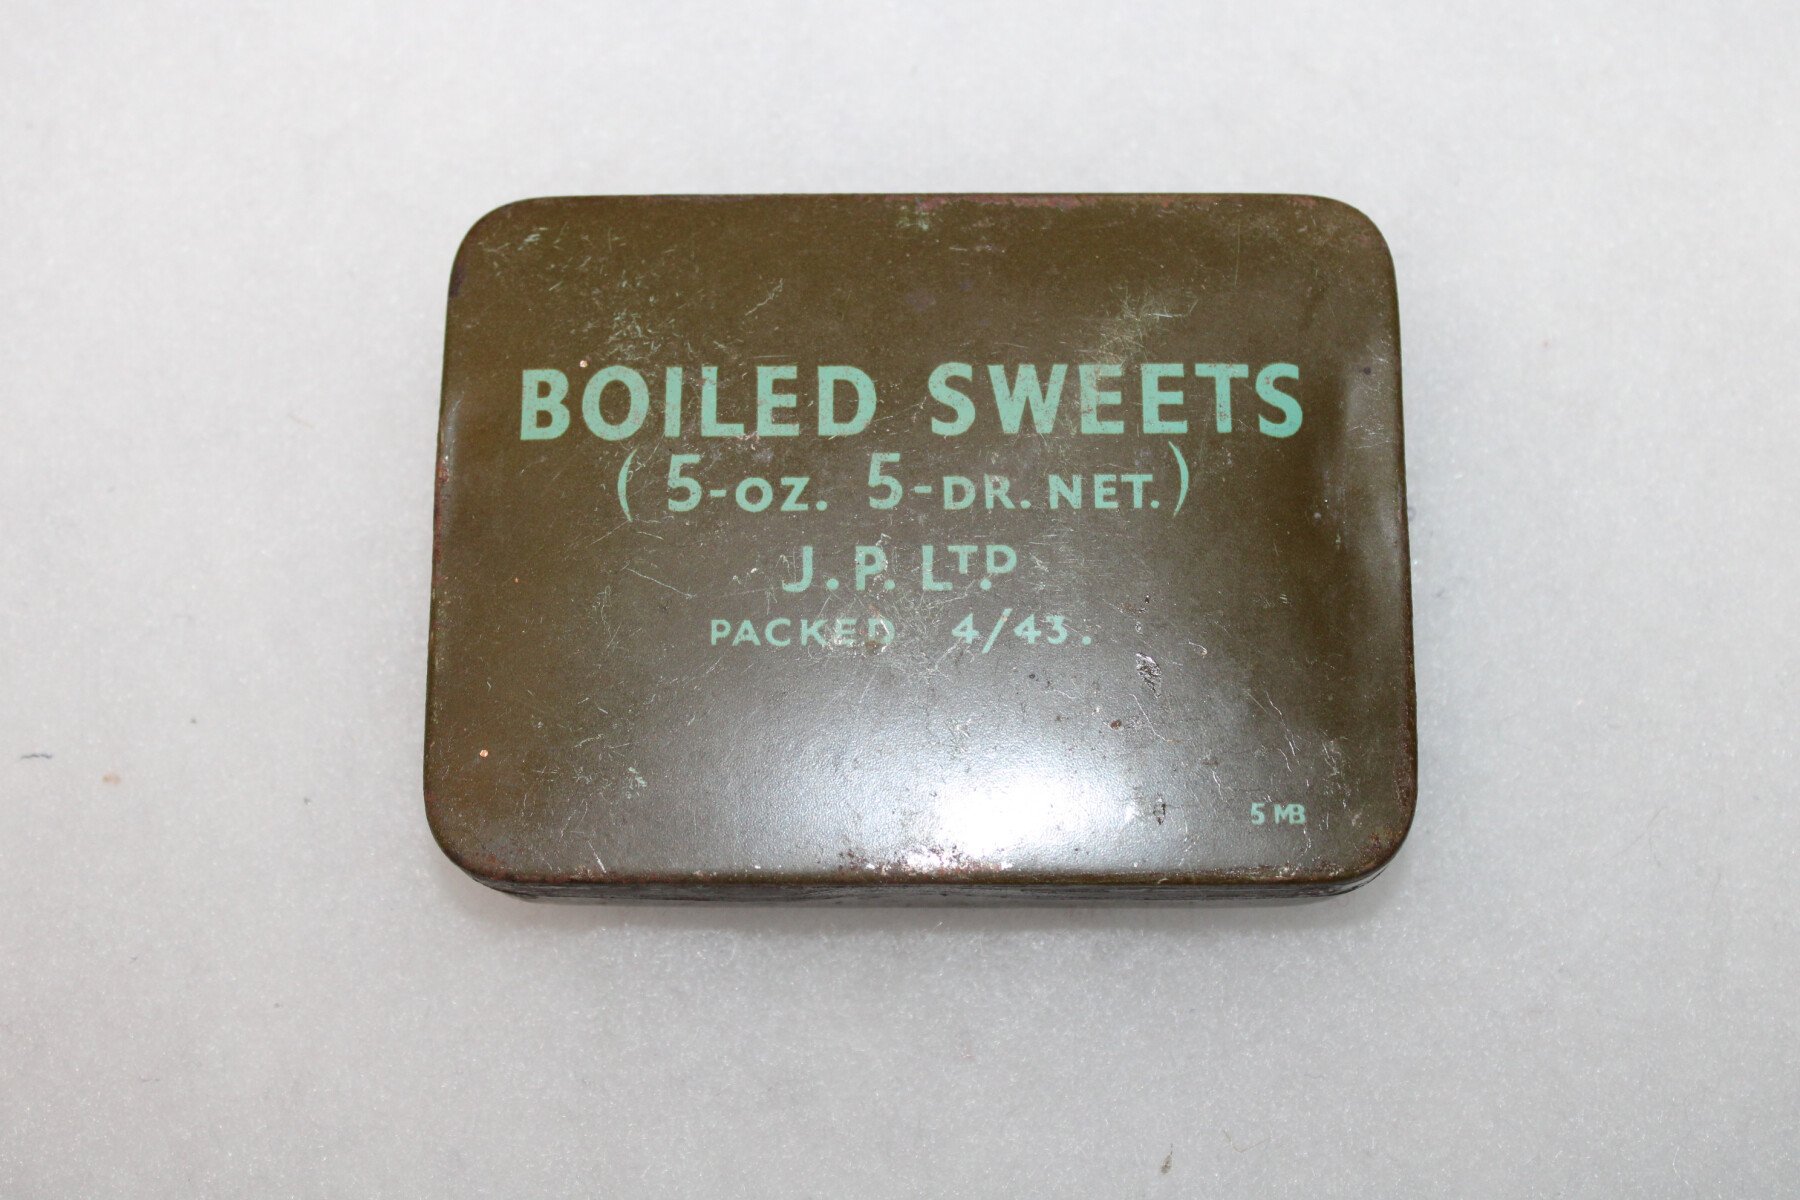 BOILED SWEETS
( 5-OZ. 5-DR. NET.)
J.P. LTD.
PACKED 4/43.
5 MB